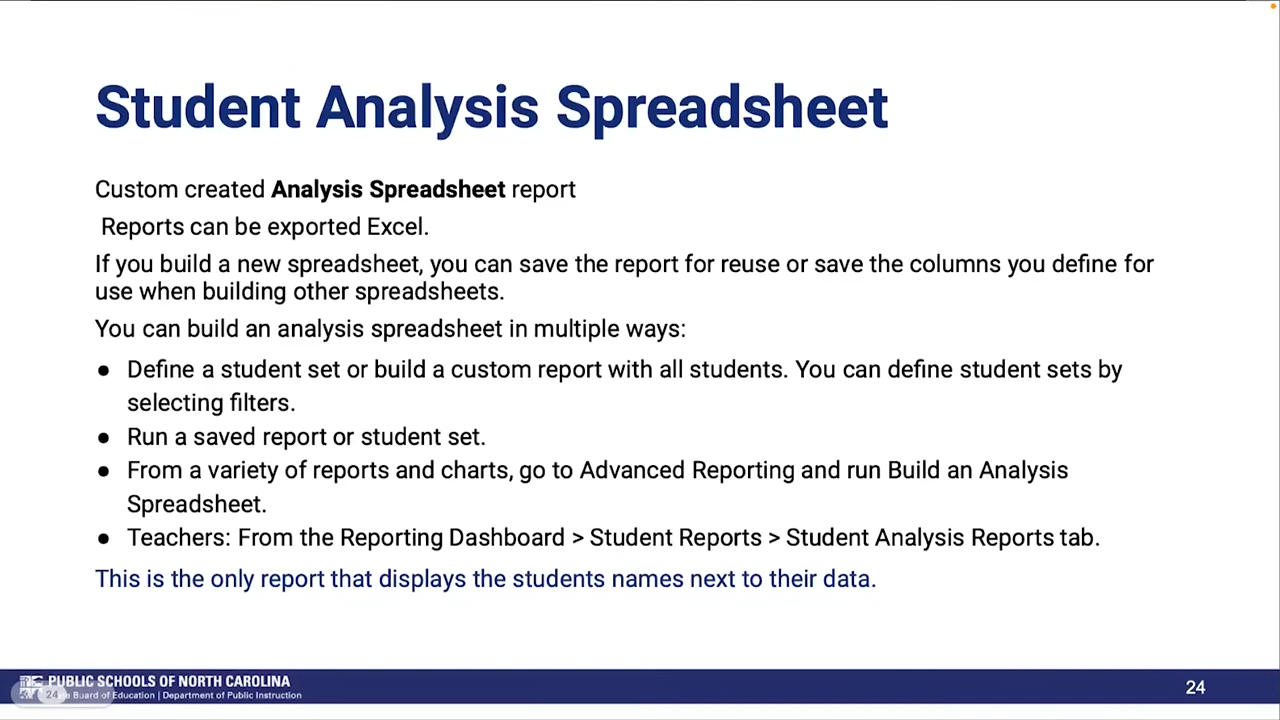 Student Analysis Spreadsheet
Custom created Analysis Spreadsheet report
Reports can be exported Excel.
If you build a new spreadsheet, you can save the report for reuse or save the columns you define for
use when building other spreadsheets.
You can build an analysis spreadsheet in multiple ways:
● Define a student set or build a custom report with all students. You can define student sets by
selecting filters.
● Run a saved report or student set.
● From a variety of reports and charts, go to Advanced Reporting and run Build an Analysis
Spreadsheet.
● Teachers: From the Reporting Dashboard > Student Reports > Student Analysis Reports tab.
This is the only report that displays the students names next to their data.
PUBLIC SCHOOLS OF NORTH CAROLINA
24 Board of Education | Department of Public Instruction
24